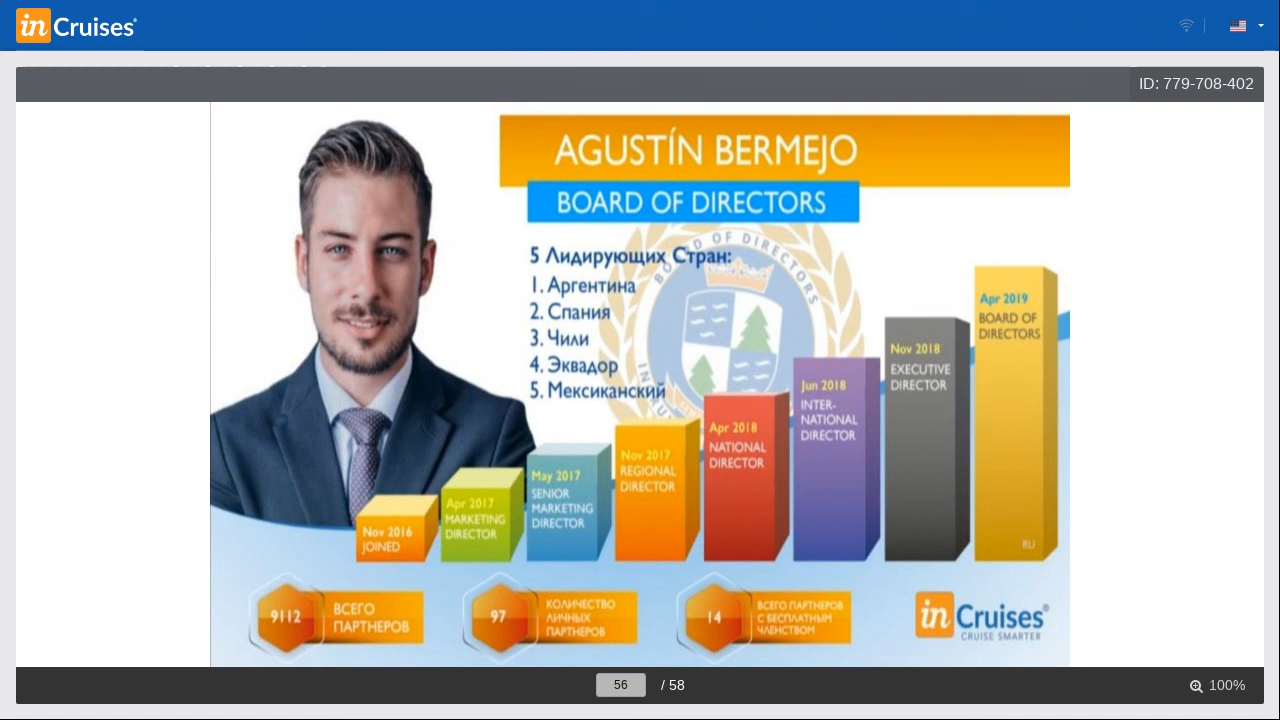 inCruises®
ID: 779-708-402
AGUSTÍN BERMEJO
BOARD OF DIRECTORS
BOARD OF DIRECTORS
5 Лидирующих Стран:
1. Аргентина
2. Спания
3. Чили
4. Эквадор
5. Мексиканский
Nov 2016
JOINED
Apr 2017
MARKETING
DIRECTOR
May 2017
SENIOR
MARKETING
DIRECTOR
Nov 2017
REGIONAL
DIRECTOR
Apr 2018
NATIONAL
DIRECTOR
Jun 2018
INTER-
NATIONAL
DIRECTOR
Nov 2018
EXECUTIVE
DIRECTOR
Apr 2019
BOARD OF
DIRECTORS
RU
9112
ВСЕГО
ПАРТНЕРОВ
97
КОЛИЧЕСТВО
ЛИЧНЫХ
ПАРТНЕРОВ
14
ВСЕГО ПАРТНЕРОВ
С БЕСПЛАТНЫМ
ЧЛЕНСТВОМ
inCruises®
CRUISE SMARTER
56 / 58
100%